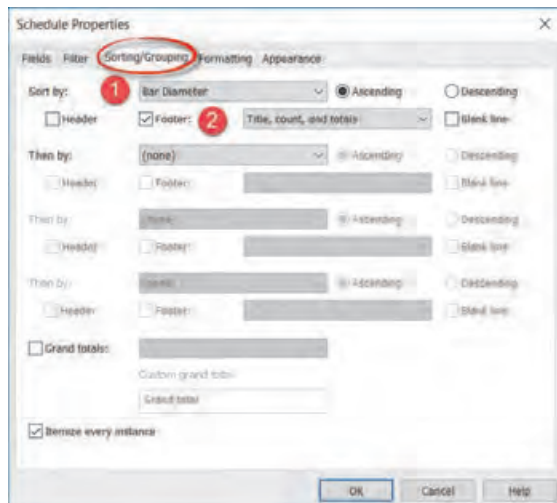 Schedule Properties
Fields Filter Sorting/Grouping Formatting Appearance
Sort by: 1 Bar Diameter Ascending Descending
Header Footer: 2 Title, count, and totals Blank line
Then by: (none) Ascending Descending
Header Footer: Blank line
Then by: (none) Ascending Descending
Header Footer: Blank line
Then by: (none) Ascending Descending
Header Footer: Blank line
Grand totals:
Custom grand total
Grand total
Itemize every instance
OK Cancel Help